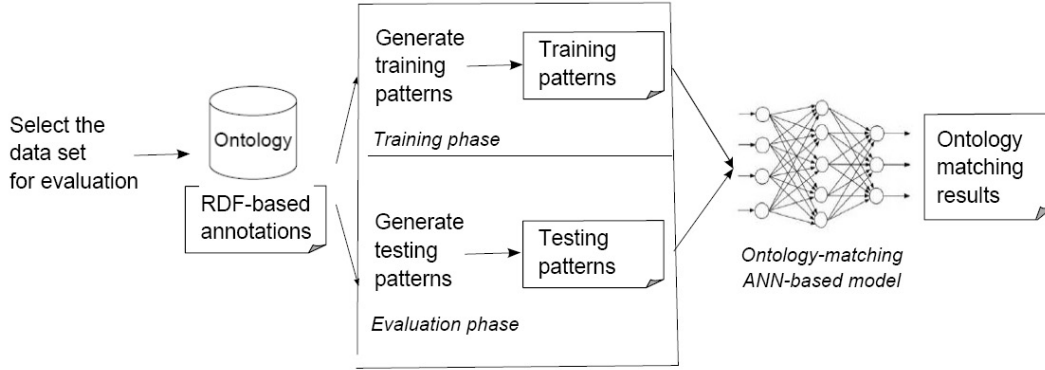 Select the
data set
for evaluation
Ontology
RDF-based
annotations
Generate
training
patterns
Training
patterns
Training phase
Generate
testing
patterns
Testing
patterns
Evaluation phase
Ontology-matching
ANN-based model
Ontology
matching
results